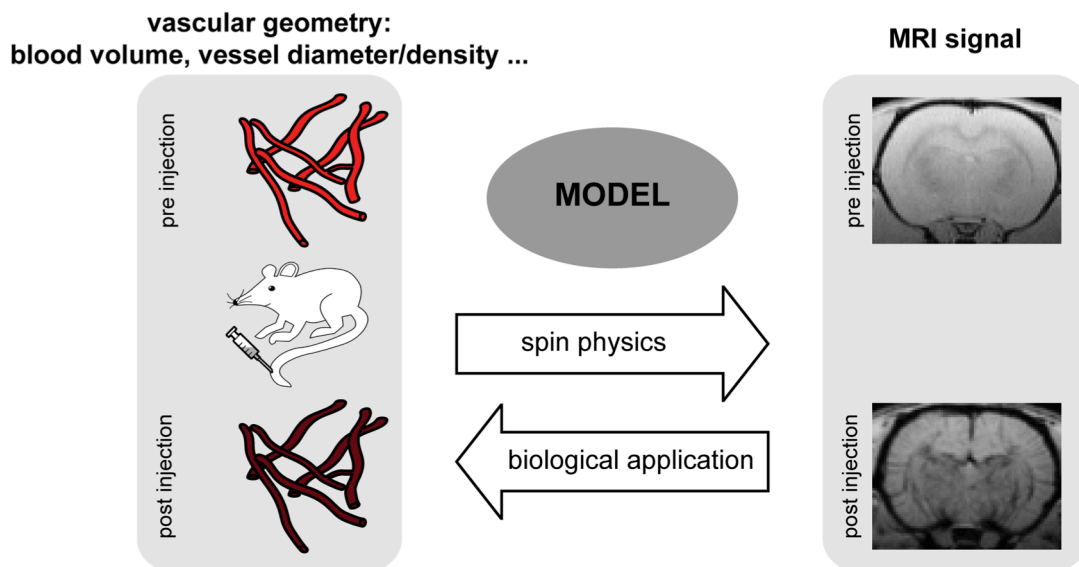 vascular geometry:
blood volume, vessel diameter/density ...
MRI signal
pre injection
pre injection
MODEL
spin physics
biological application
post injection
post injection